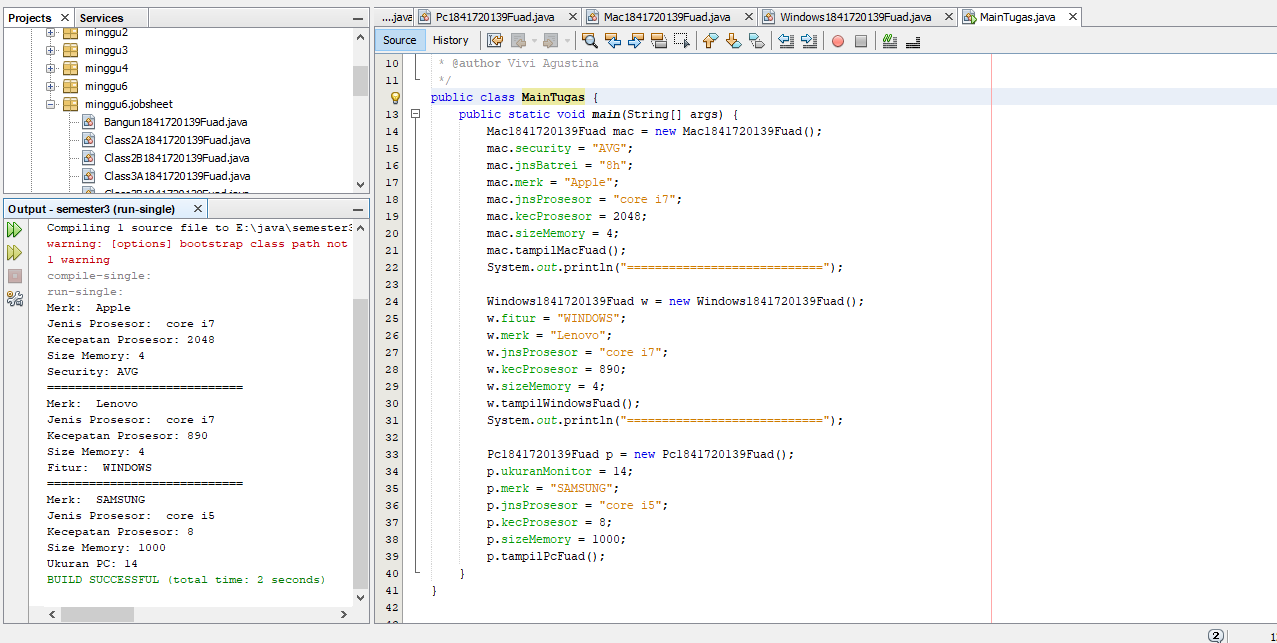 Projects
Services
minggu2
minggu3
minggu4
minggu6
minggu6.jobsheet
Bangun1841720139Fuad.java
Class2A1841720139Fuad.java
Class2B1841720139Fuad.java
Class3A1841720139Fuad.java
Output - semester3 (run-single)
Compiling 1 source file to E:\java\semester3
warning: [options] bootstrap class path not
1 warning
compile-single:
run-single:
Merk:  Apple
Jenis Prosesor:  core i7
Kecepatan Prosesor: 2048
Size Memory: 4
Security: AVG
============================
Merk:  Lenovo
Jenis Prosesor:  core i7
Kecepatan Prosesor: 890
Size Memory: 4
Fitur:  WINDOWS
============================
Merk:  SAMSUNG
Jenis Prosesor:  core i5
Kecepatan Prosesor: 8
Size Memory: 1000
Ukuran PC: 14
BUILD SUCCESSFUL (total time: 2 seconds)
....java
Pc1841720139Fuad.java
Mac1841720139Fuad.java
Windows1841720139Fuad.java
MainTugas.java
Source
History
10 * @author Vivi Agustina
11 */
public class MainTugas {
13 public static void main(String[] args) {
14 Mac1841720139Fuad mac = new Mac1841720139Fuad();
15 mac.security = "AVG";
16 mac.jnsBatrei = "8h";
17 mac.merk = "Apple";
18 mac.jnsProsesor = "core i7";
19 mac.kecProsesor = 2048;
20 mac.sizeMemory = 4;
21 mac.tampilMacFuad();
22 System.out.println("============================");
23
24 Windows1841720139Fuad w = new Windows1841720139Fuad();
25 w.fitur = "WINDOWS";
26 w.merk = "Lenovo";
27 w.jnsProsesor = "core i7";
28 w.kecProsesor = 890;
29 w.sizeMemory = 4;
30 w.tampilWindowsFuad();
31 System.out.println("============================");
32
33 Pc1841720139Fuad p = new Pc1841720139Fuad();
34 p.ukuranMonitor = 14;
35 p.merk = "SAMSUNG";
36 p.jnsProsesor = "core i5";
37 p.kecProsesor = 8;
38 p.sizeMemory = 1000;
39 p.tampilPcFuad();
40 }
41 }
42
2